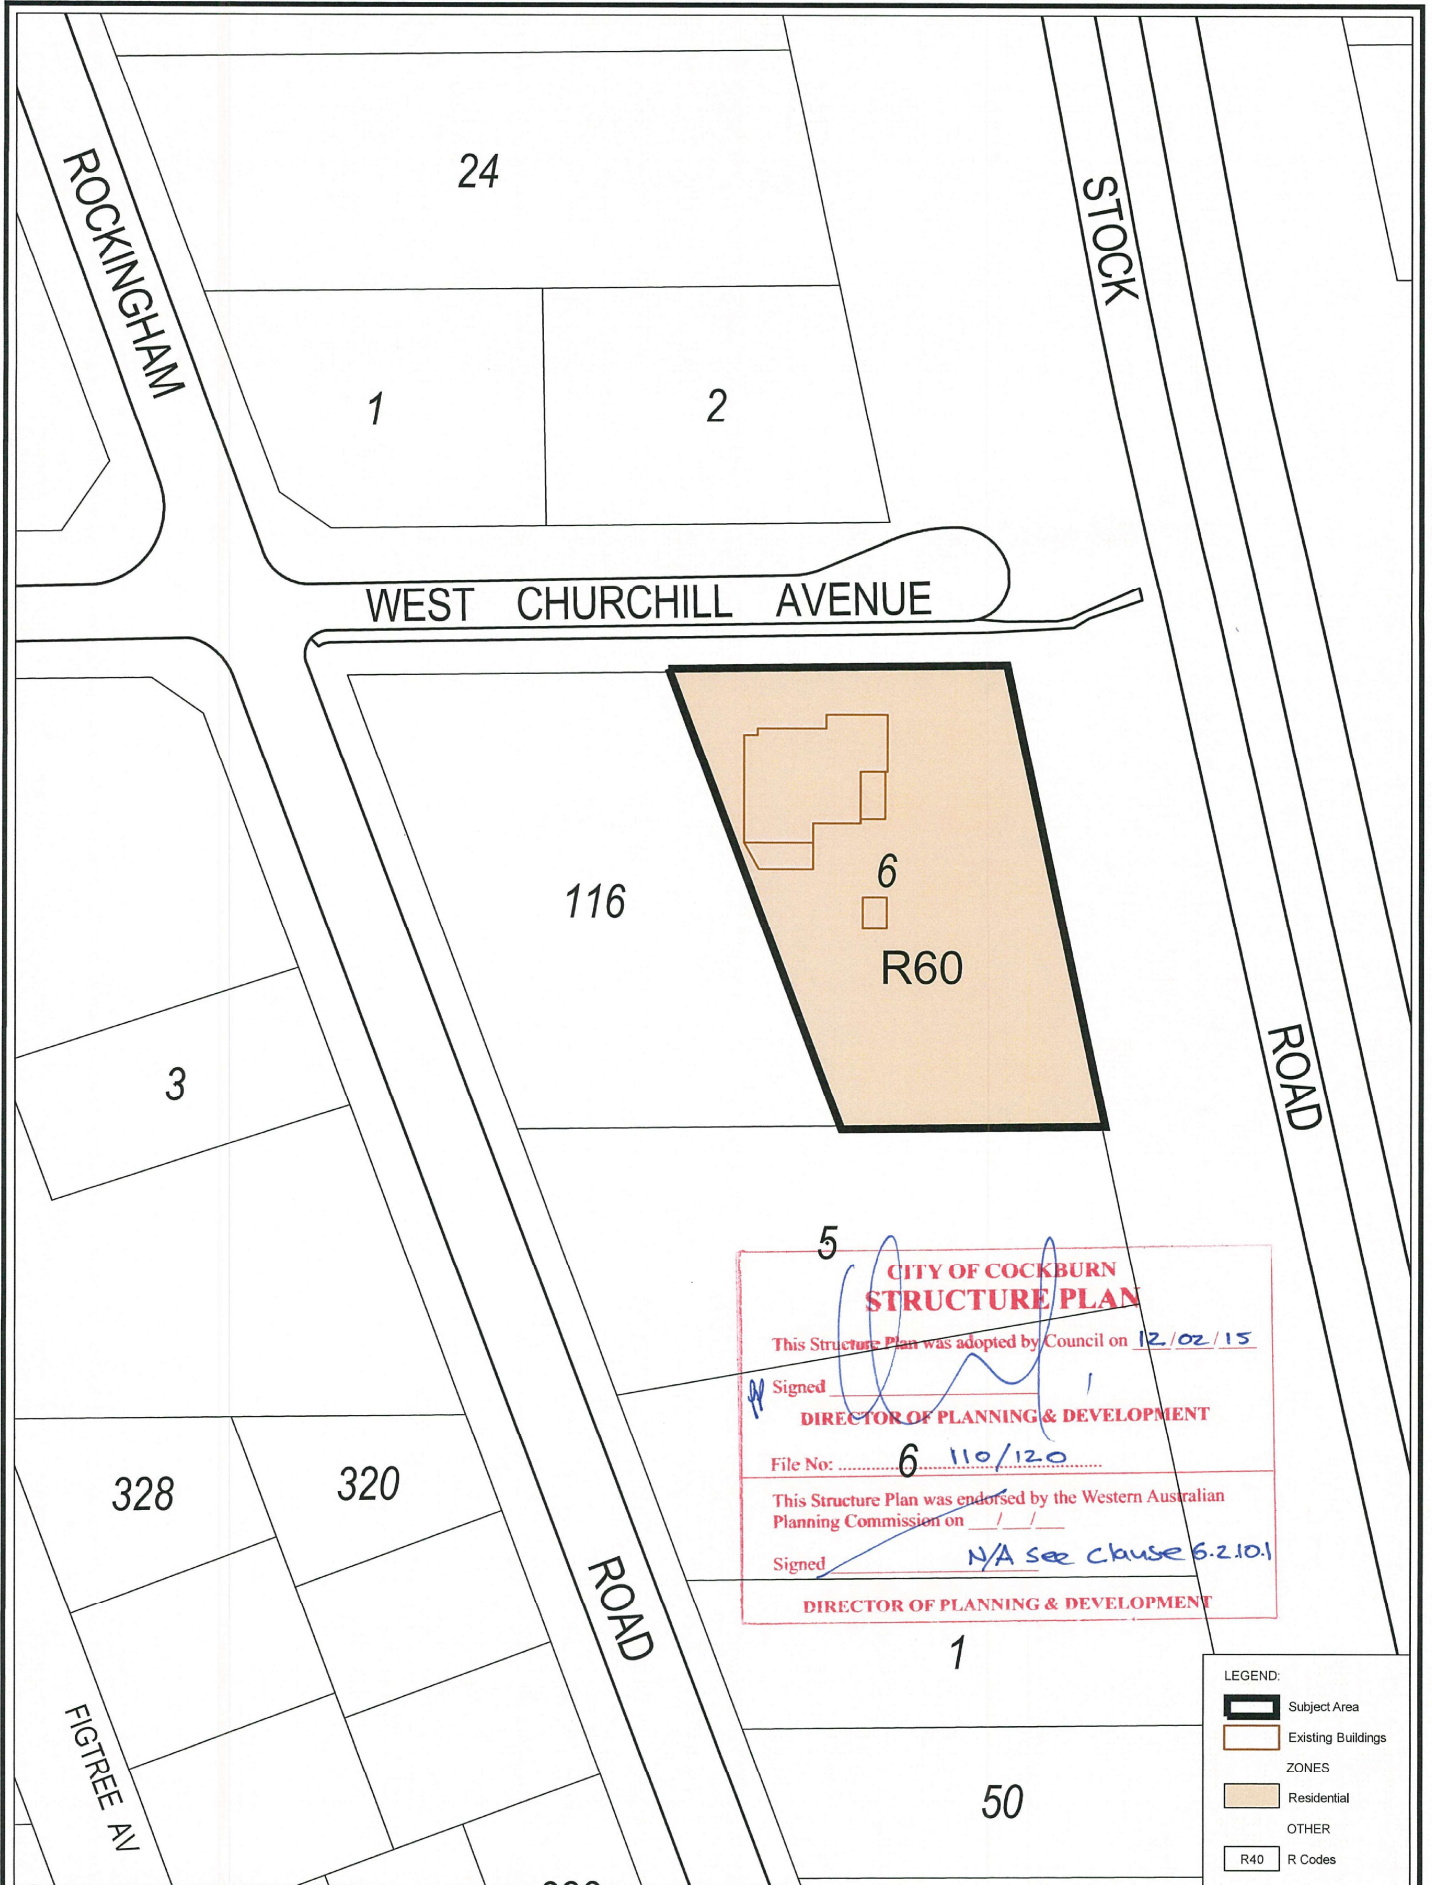 24
ROCKINGHAM
STOCK
1
2
WEST CHURCHILL AVENUE
116
6
R60
3
ROAD
5
CITY OF COCKBURN
STRUCTURE PLAN
This Structure Plan was adopted by Council on 12/02/15
Signed
DIRECTOR OF PLANNING & DEVELOPMENT
File No: 110/120
6
This Structure Plan was endorsed by the Western Australian
Planning Commission on / /
Signed N/A see clause 6.2.10.1
DIRECTOR OF PLANNING & DEVELOPMENT
328
320
ROAD
1
FIGTREE AV
50
LEGEND:
Subject Area
Existing Buildings
ZONES
Residential
OTHER
R40 R Codes